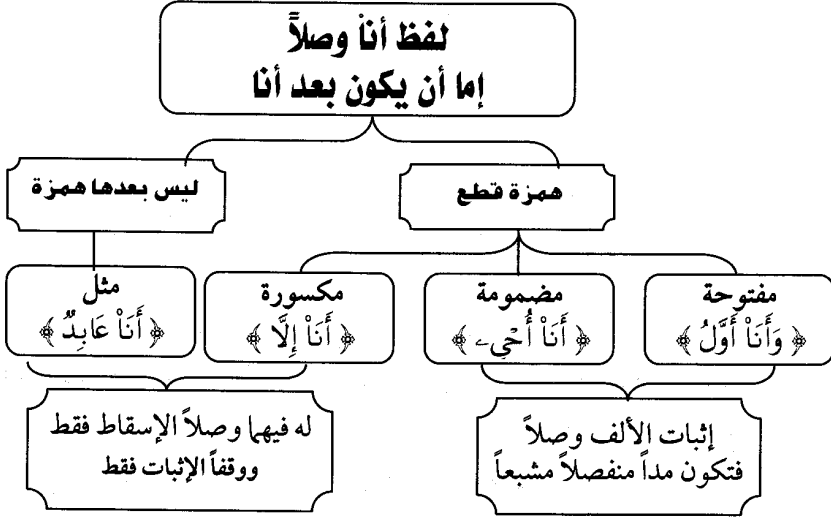 لفظ أنا وصلاً
إما أن يكون بعد أنا
همزة قطع
ليس بعدها همزة
مفتوحة
﴿ وَأَنَا۠ أَوَّلُ ﴾
مضمومة
﴿ أَنَا۠ أُحْيِۦ ﴾
مكسورة
﴿ أَنَا۠ إِلَّا ﴾
مثل
﴿ أَنَا۠ عَابِدٌ ﴾
إثبات الألف وصلاً
فتكون مداً منفصلاً مشبعاً
له فيهما وصلاً الإسقاط فقط
ووقفاً الإثبات فقط